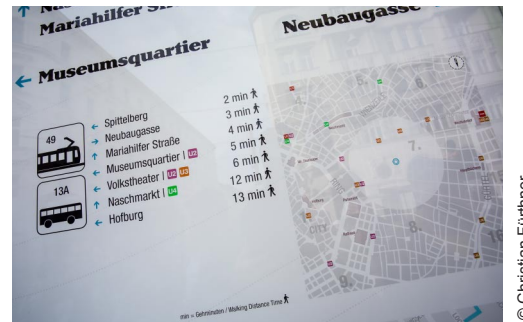 Mariahilfer
Neubaugasse
← Museumsquartier
49
13A
← Spittelberg 2 min
→ Neubaugasse 3 min
↑ Mariahilfer Straße 4 min
← Museumsquartier | U2 5 min
← Volkstheater | U2 U3 6 min
↑ Naschmarkt | U4 12 min
← Hofburg 13 min
min = Gehminuten / Walking Distance Time
5.
6.
7.
8.
CITY
© Christian Fürthner